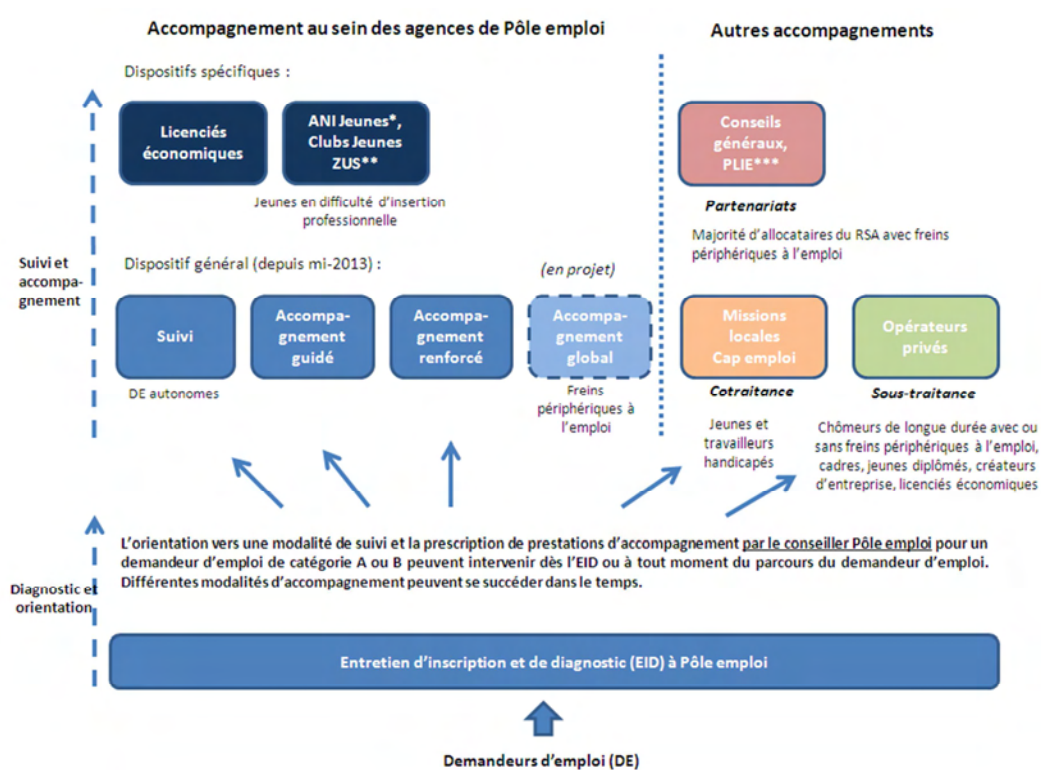 Accompagnement au sein des agences de Pôle emploi
Autres accompagnements
Dispositifs spécifiques :
Licenciés
économiques
ANI Jeunes*,
Clubs Jeunes
ZUS**
Jeunes en difficulté d'insertion
professionnelle
Conseils
généraux,
PLIE***
Partenariats
Majorité d'allocataires du RSA avec freins
périphériques à l'emploi
Suivi et
accompa-
gnement
Dispositif général (depuis mi-2013) :
(en projet)
Suivi
DE autonomes
Accompa-
gnement
guidé
Accompa-
gnement
renforcé
Accompa-
gnement
global
Freins
périphériques à
l'emploi
Missions
locales
Cap emploi
Cotraitance
Jeunes et
travailleurs
handicapés
Opérateurs
privés
Sous-traitance
Chômeurs de longue durée avec ou
sans freins périphériques à l'emploi,
cadres, jeunes diplômés, créateurs
d'entreprise, licenciés économiques
Diagnostic et
orientation
L'orientation vers une modalité de suivi et la prescription de prestations d'accompagnement par le conseiller Pôle emploi pour un
demandeur d'emploi de catégorie A ou B peuvent intervenir dès l'EID ou à tout moment du parcours du demandeur d'emploi.
Différentes modalités d'accompagnement peuvent se succéder dans le temps.
Entretien d'inscription et de diagnostic (EID) à Pôle emploi
Demandeurs d'emploi (DE)